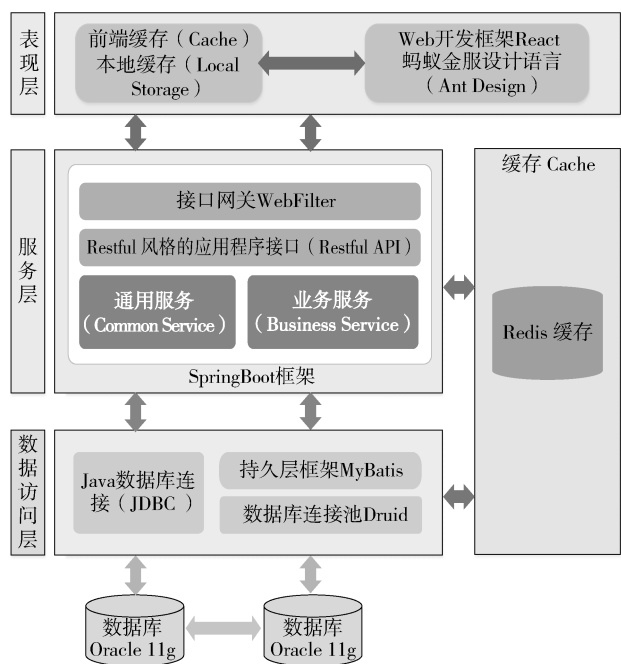 表现层
前端缓存（Cache）
本地缓存（Local
Storage）
Web开发框架React
蚂蚁金服设计语言
（Ant Design）
服务层
接口网关WebFilter
Restful 风格的应用程序接口（Restful API）
通用服务
（Common Service）
业务服务
（Business Service）
SpringBoot框架
缓存 Cache
Redis 缓存
数据访问层
Java数据库连
接（JDBC ）
持久层框架MyBatis
数据库连接池Druid
数据库
Oracle 11g
数据库
Oracle 11g